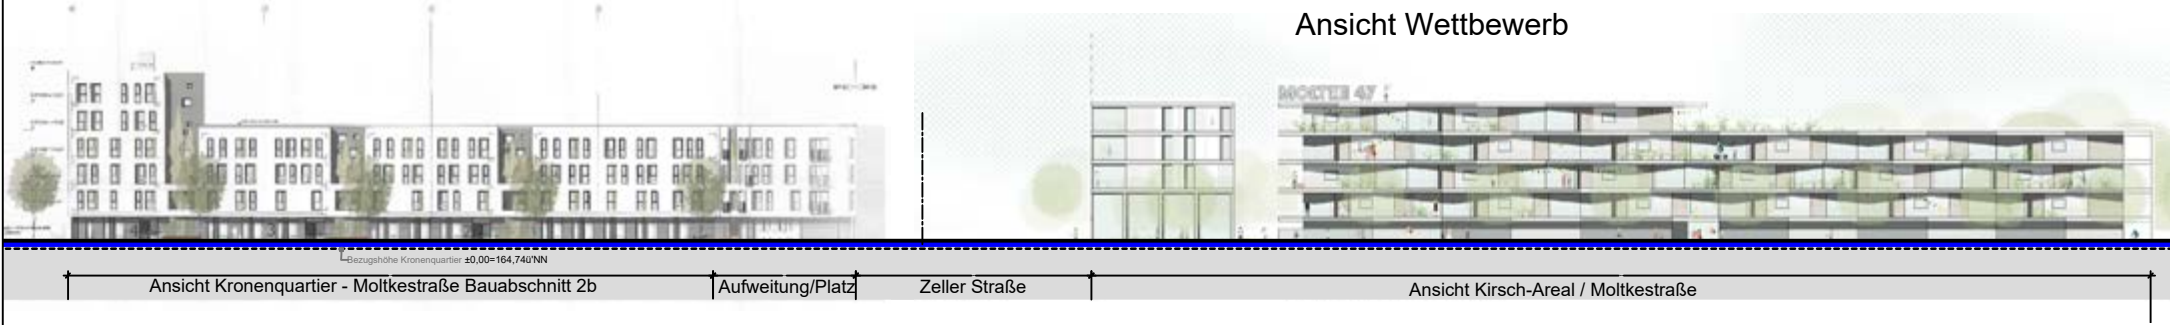 Ansicht Wettbewerb
MOLTKE 47
Bezugshöhe Kronenquartier ±0,00=164,74ü'NN
Ansicht Kronenquartier - Moltkestraße Bauabschnitt 2b
Aufweitung/Platz
Zeller Straße
Ansicht Kirsch-Areal / Moltkestraße